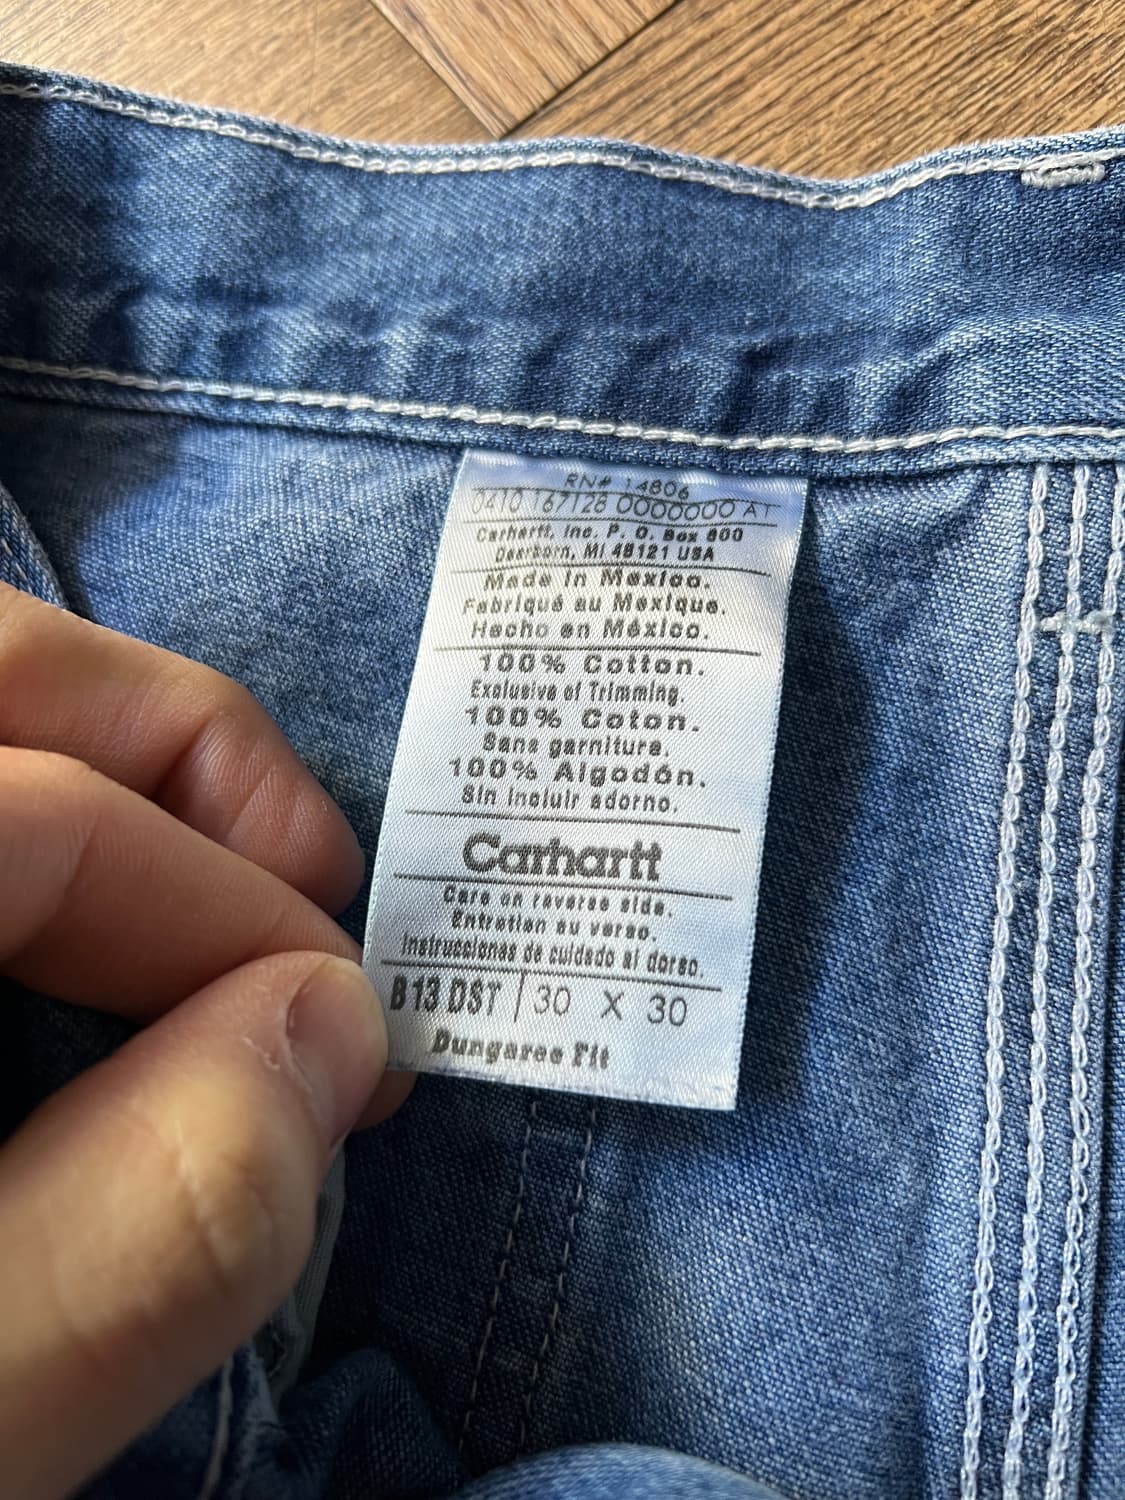 RN# 14806
0410 167128 0000000 AT
Carhartt, Inc. P. O. Box 600
Dearborn, MI 48121 USA
Made in Mexico.
Fabriqué au Mexique.
Hecho en México.
100% Cotton.
Exclusive of Trimming.
100% Coton.
Sans garniture.
100% Algodón.
Sin incluir adorno.
Carhartt
Care on reverse side.
Entretien au verso.
Instrucciones de cuidado al dorso.
B13 DST | 30 X 30
Dungaree Fit